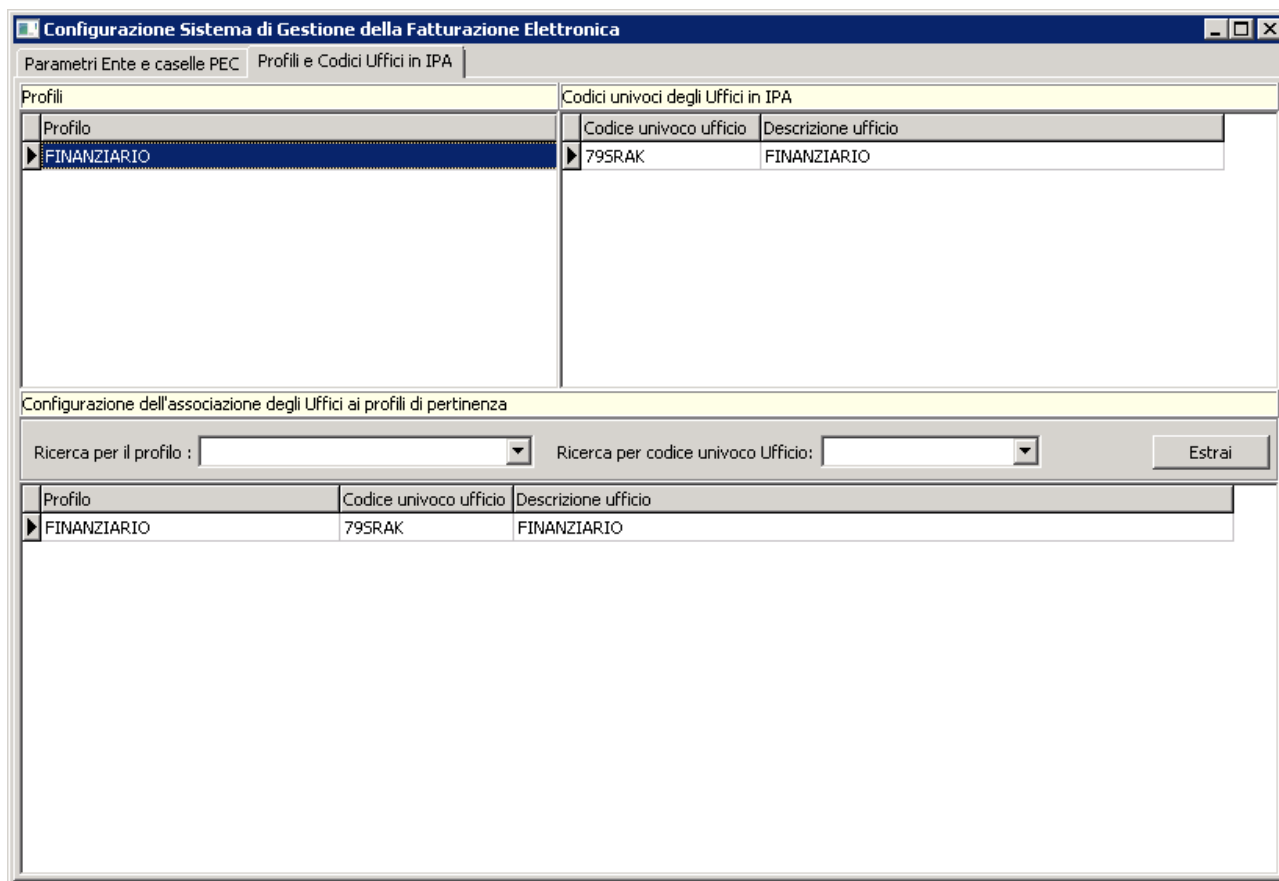 Configurazione Sistema di Gestione della Fatturazione Elettronica
Parametri Ente e caselle PEC Profili e Codici Uffici in IPA
Profili Codici univoci degli Uffici in IPA
Profilo Codice univoco ufficio Descrizione ufficio
FINANZIARIO 79SRAK FINANZIARIO
Configurazione dell'associazione degli Uffici ai profili di pertinenza
Ricerca per il profilo : Ricerca per codice univoco Ufficio: Estrai
Profilo Codice univoco ufficio Descrizione ufficio
FINANZIARIO 79SRAK FINANZIARIO